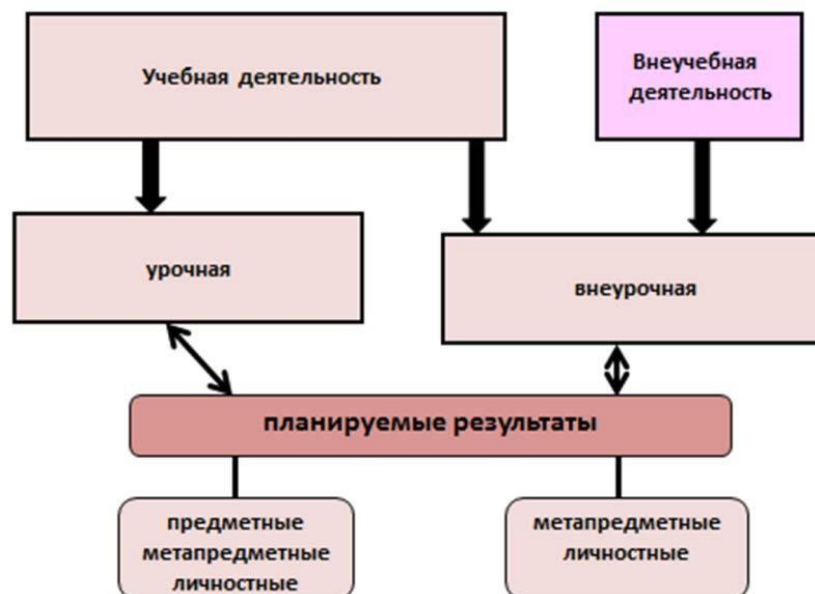 Учебная деятельность
Внеучебная
деятельность
урочная
внеурочная
планируемые результаты
предметные
метапредметные
личностные
метапредметные
личностные